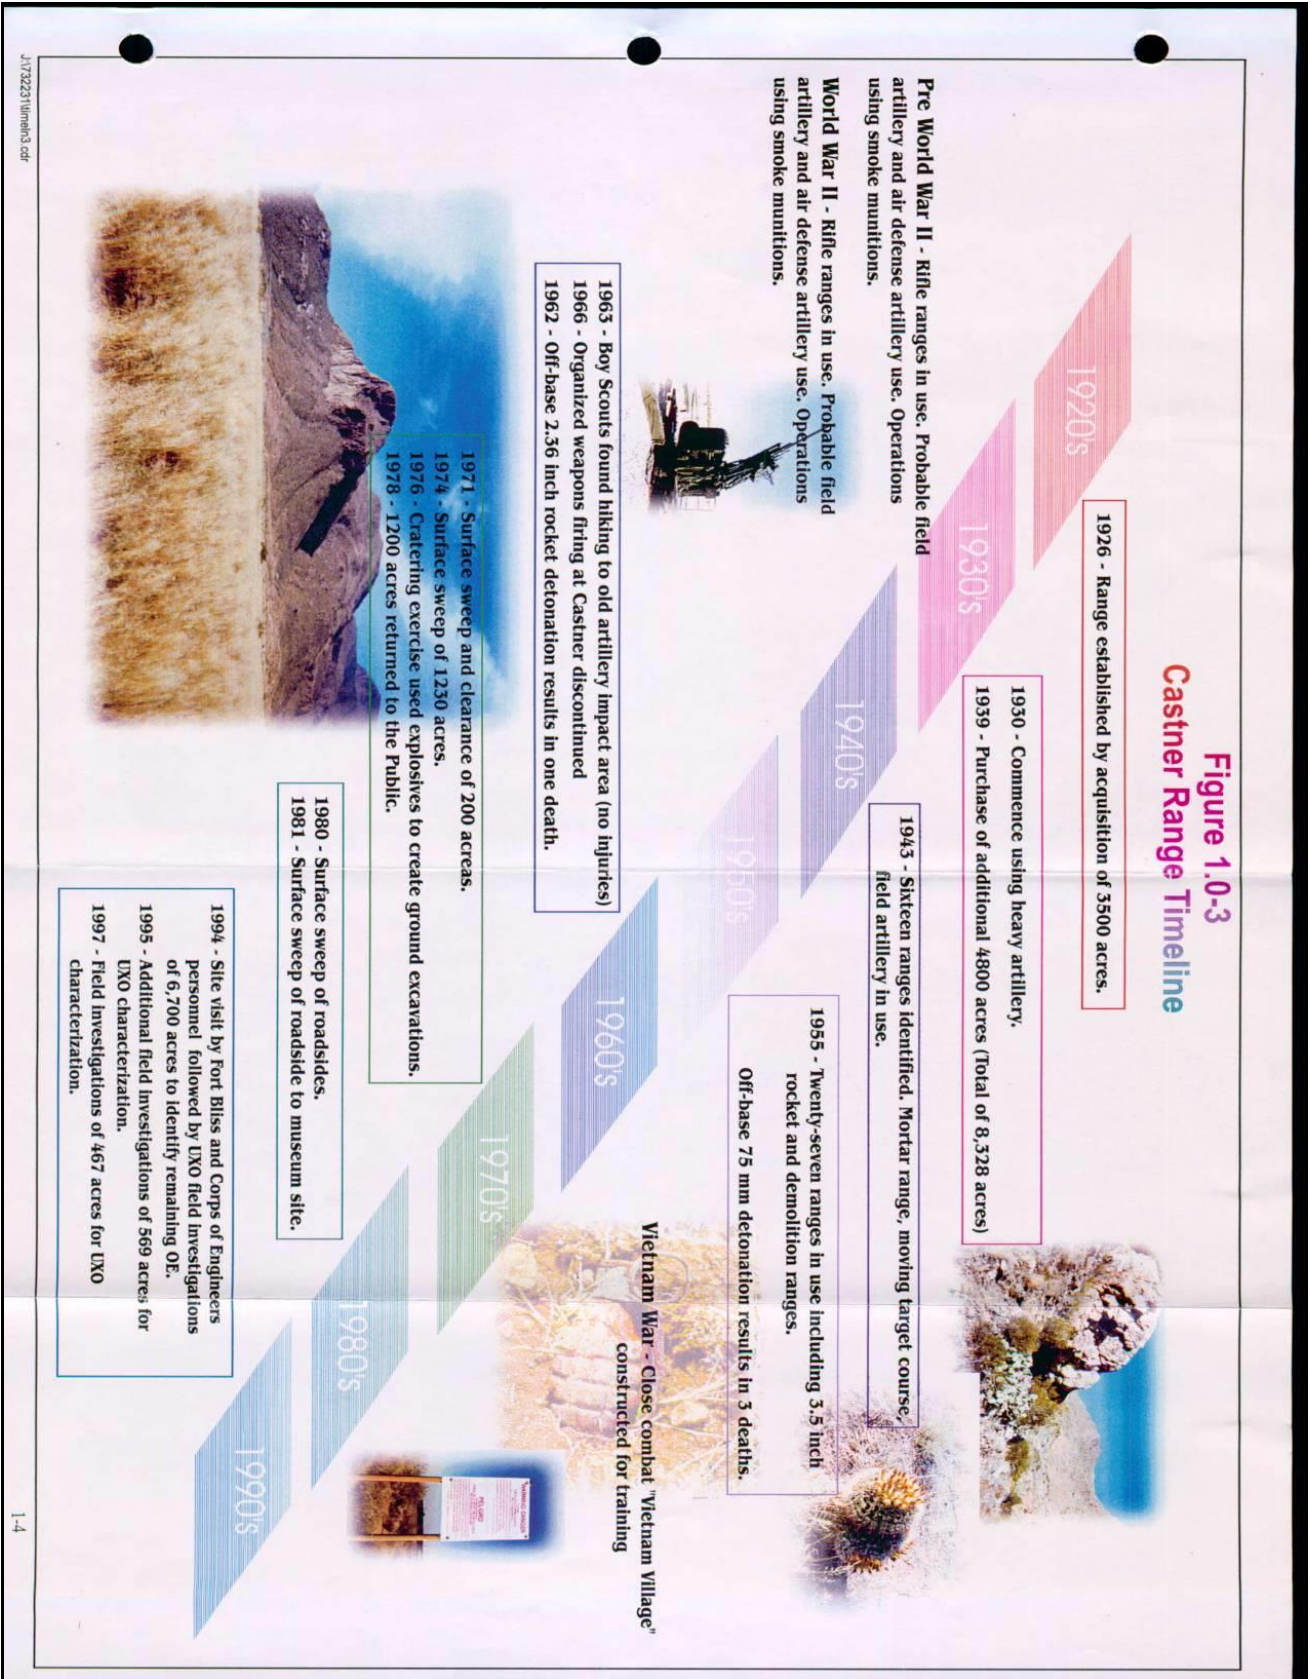 Figure 1.0-3
Castner Range Timeline
1920's
1926 - Range established by acquisition of 3500 acres.
Pre World War II - Rifle ranges in use. Probable field
artillery and air defense artillery use. Operations
using smoke munitions.
1930's
1930 - Commence using heavy artillery.
1939 - Purchase of additional 4800 acres (Total of 8,328 acres)
World War II - Rifle ranges in use. Probable field
artillery and air defense artillery use. Operations
using smoke munitions.
1940's
1943 - Sixteen ranges identified. Mortar range, moving target course,
field artillery in use.
1950's
1955 - Twenty-seven ranges in use including 3.5 inch
rocket and demolition ranges.
Off-base 75 mm detonation results in 3 deaths.
1963 - Boy Scouts found hiking to old artillery impact area (no injuries)
1966 - Organized weapons firing at Castner discontinued
1962 - Off-base 2.36 inch rocket detonation results in one death.
1960's
Vietnam War - Close combat "Vietnam Village"
constructed for training
1971 - Surface sweep and clearance of 200 acreas.
1974 - Surface sweep of 1230 acres.
1976 - Cratering exercise used explosives to create ground excavations.
1978 - 1200 acres returned to the Public.
1970's
1980 - Surface sweep of roadsides.
1981 - Surface sweep of roadside to museum site.
1980's
WARNING DANGER
PELIGRO
1994 - Site visit by Fort Bliss and Corps of Engineers
personnel followed by UXO field investigations
of 6,700 acres to identify remaining OE.
1995 - Additional field investigations of 569 acres for
UXO characterization.
1997 - Field investigations of 467 acres for UXO
characterization.
1990's
J:\732231\timeln3.cdr
1-4